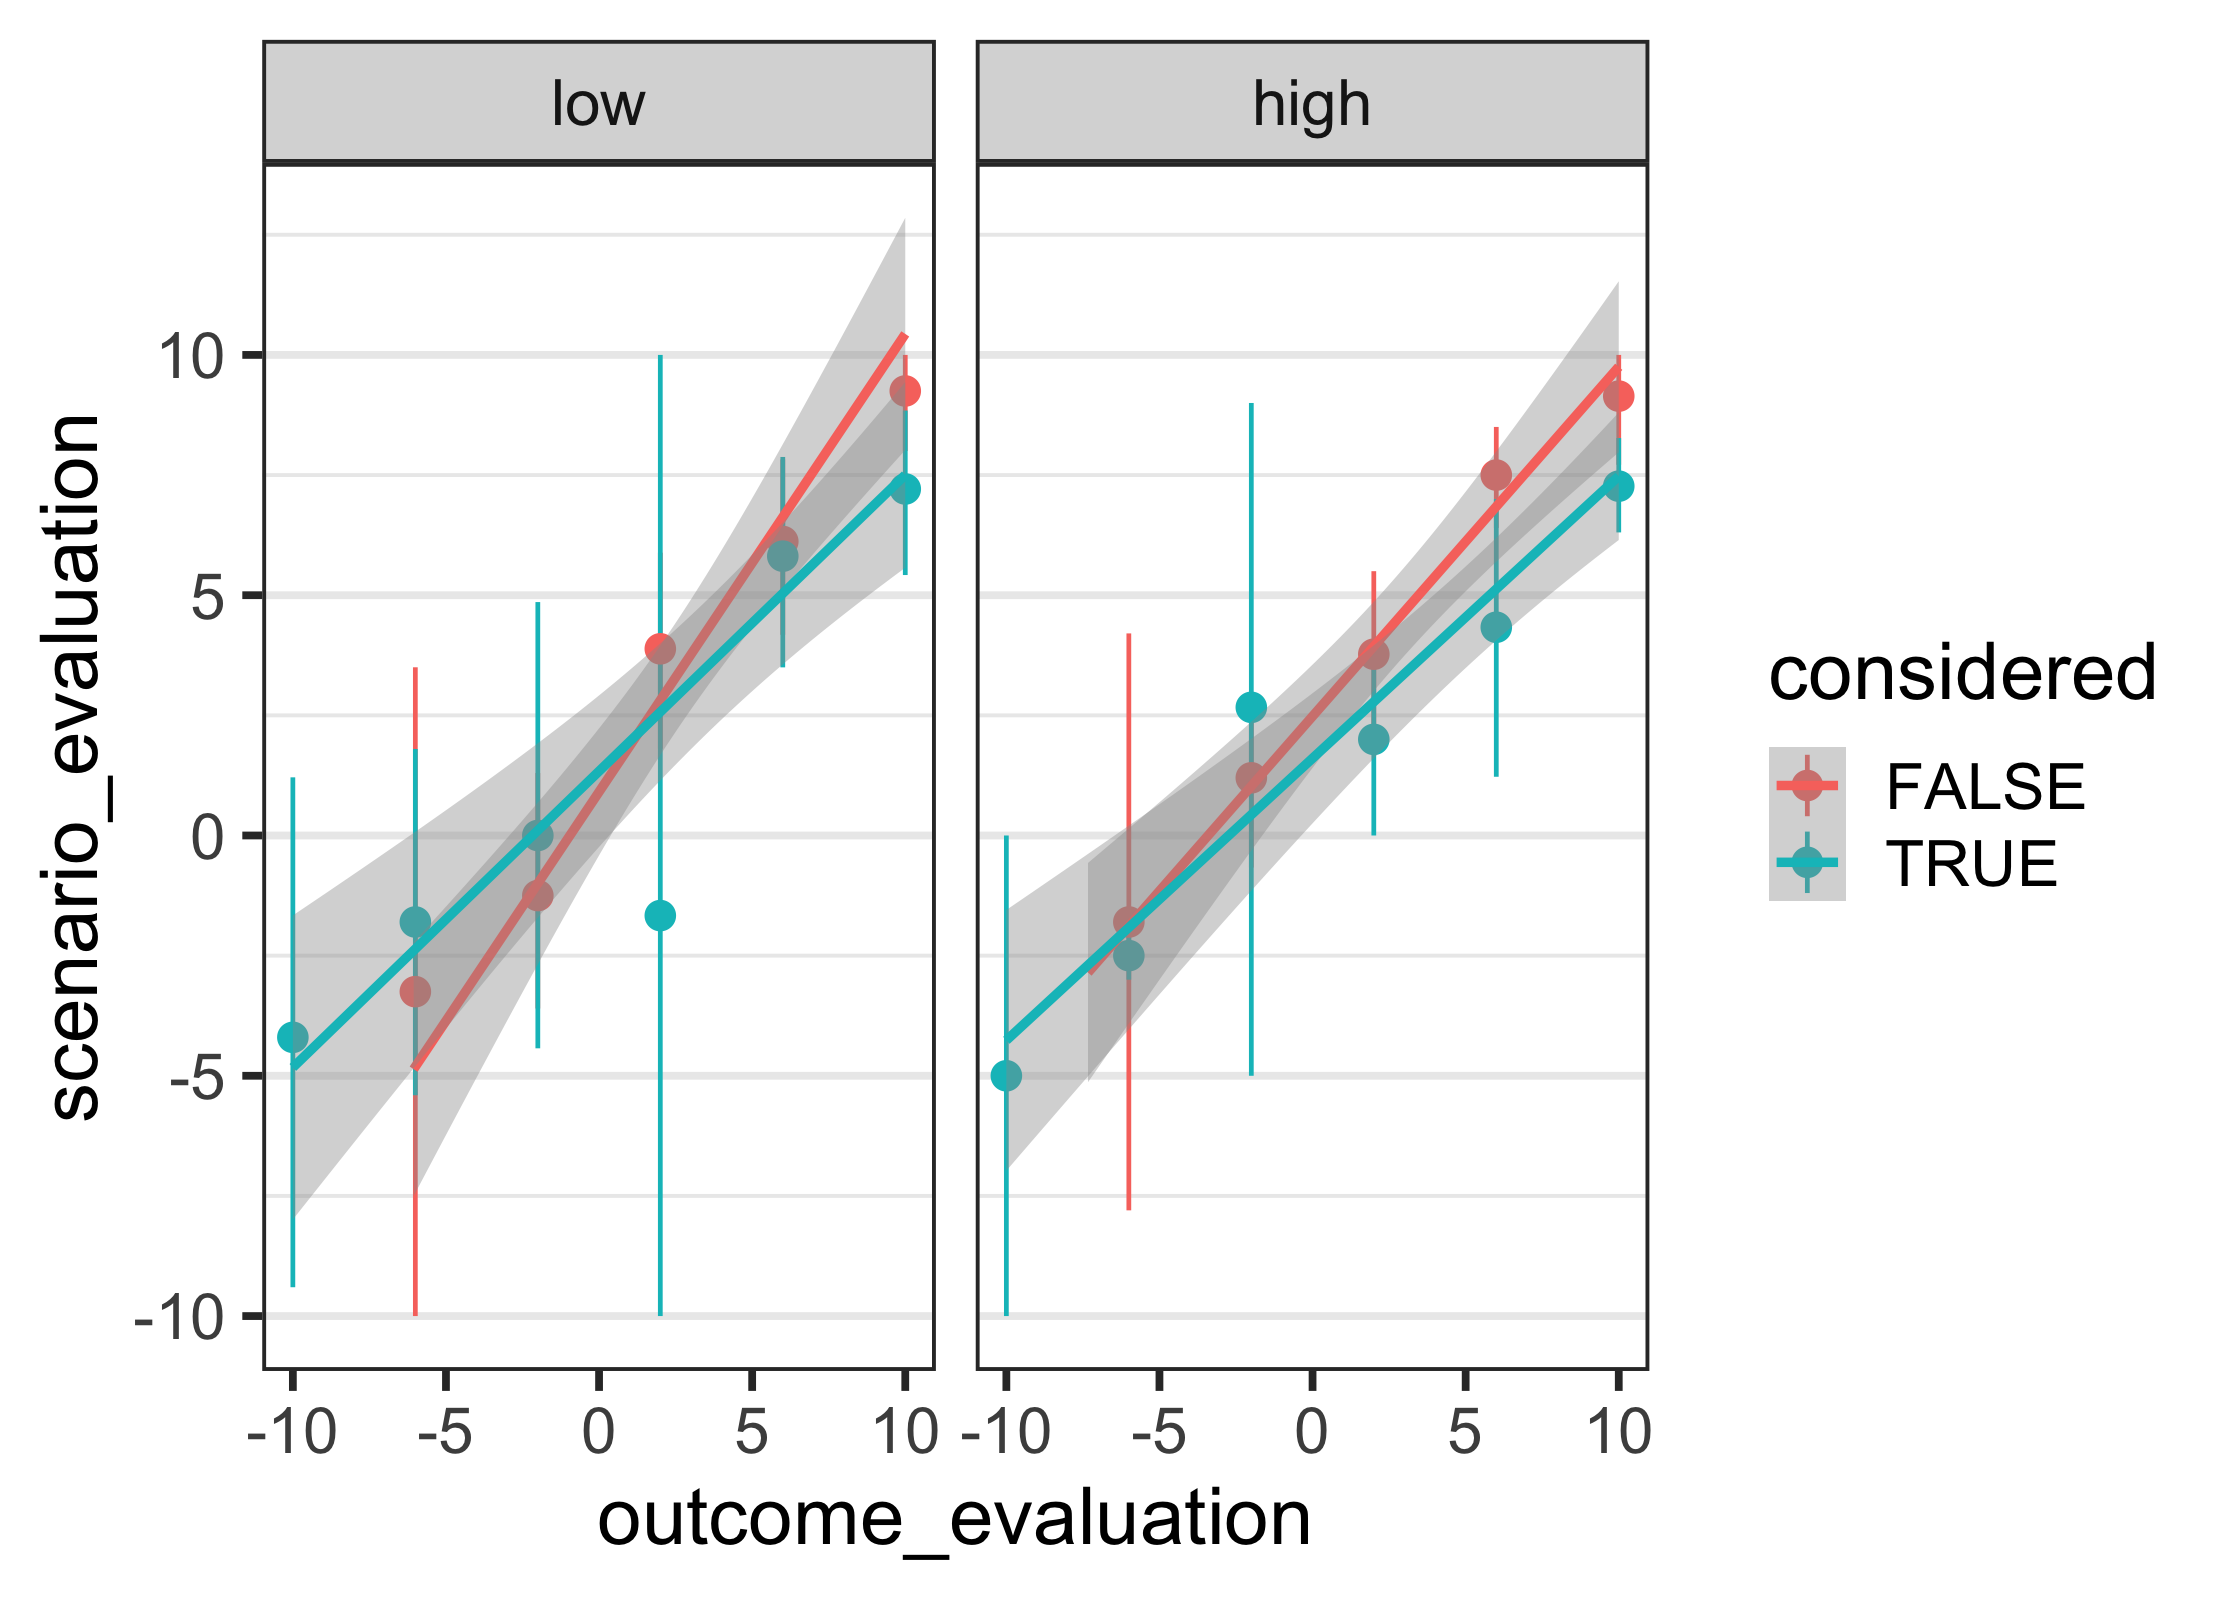 low
high
10
5
0
-5
-10
scenario_evaluation
-10 -5 0 5 10
-10 -5 0 5 10
outcome_evaluation
considered
FALSE
TRUE